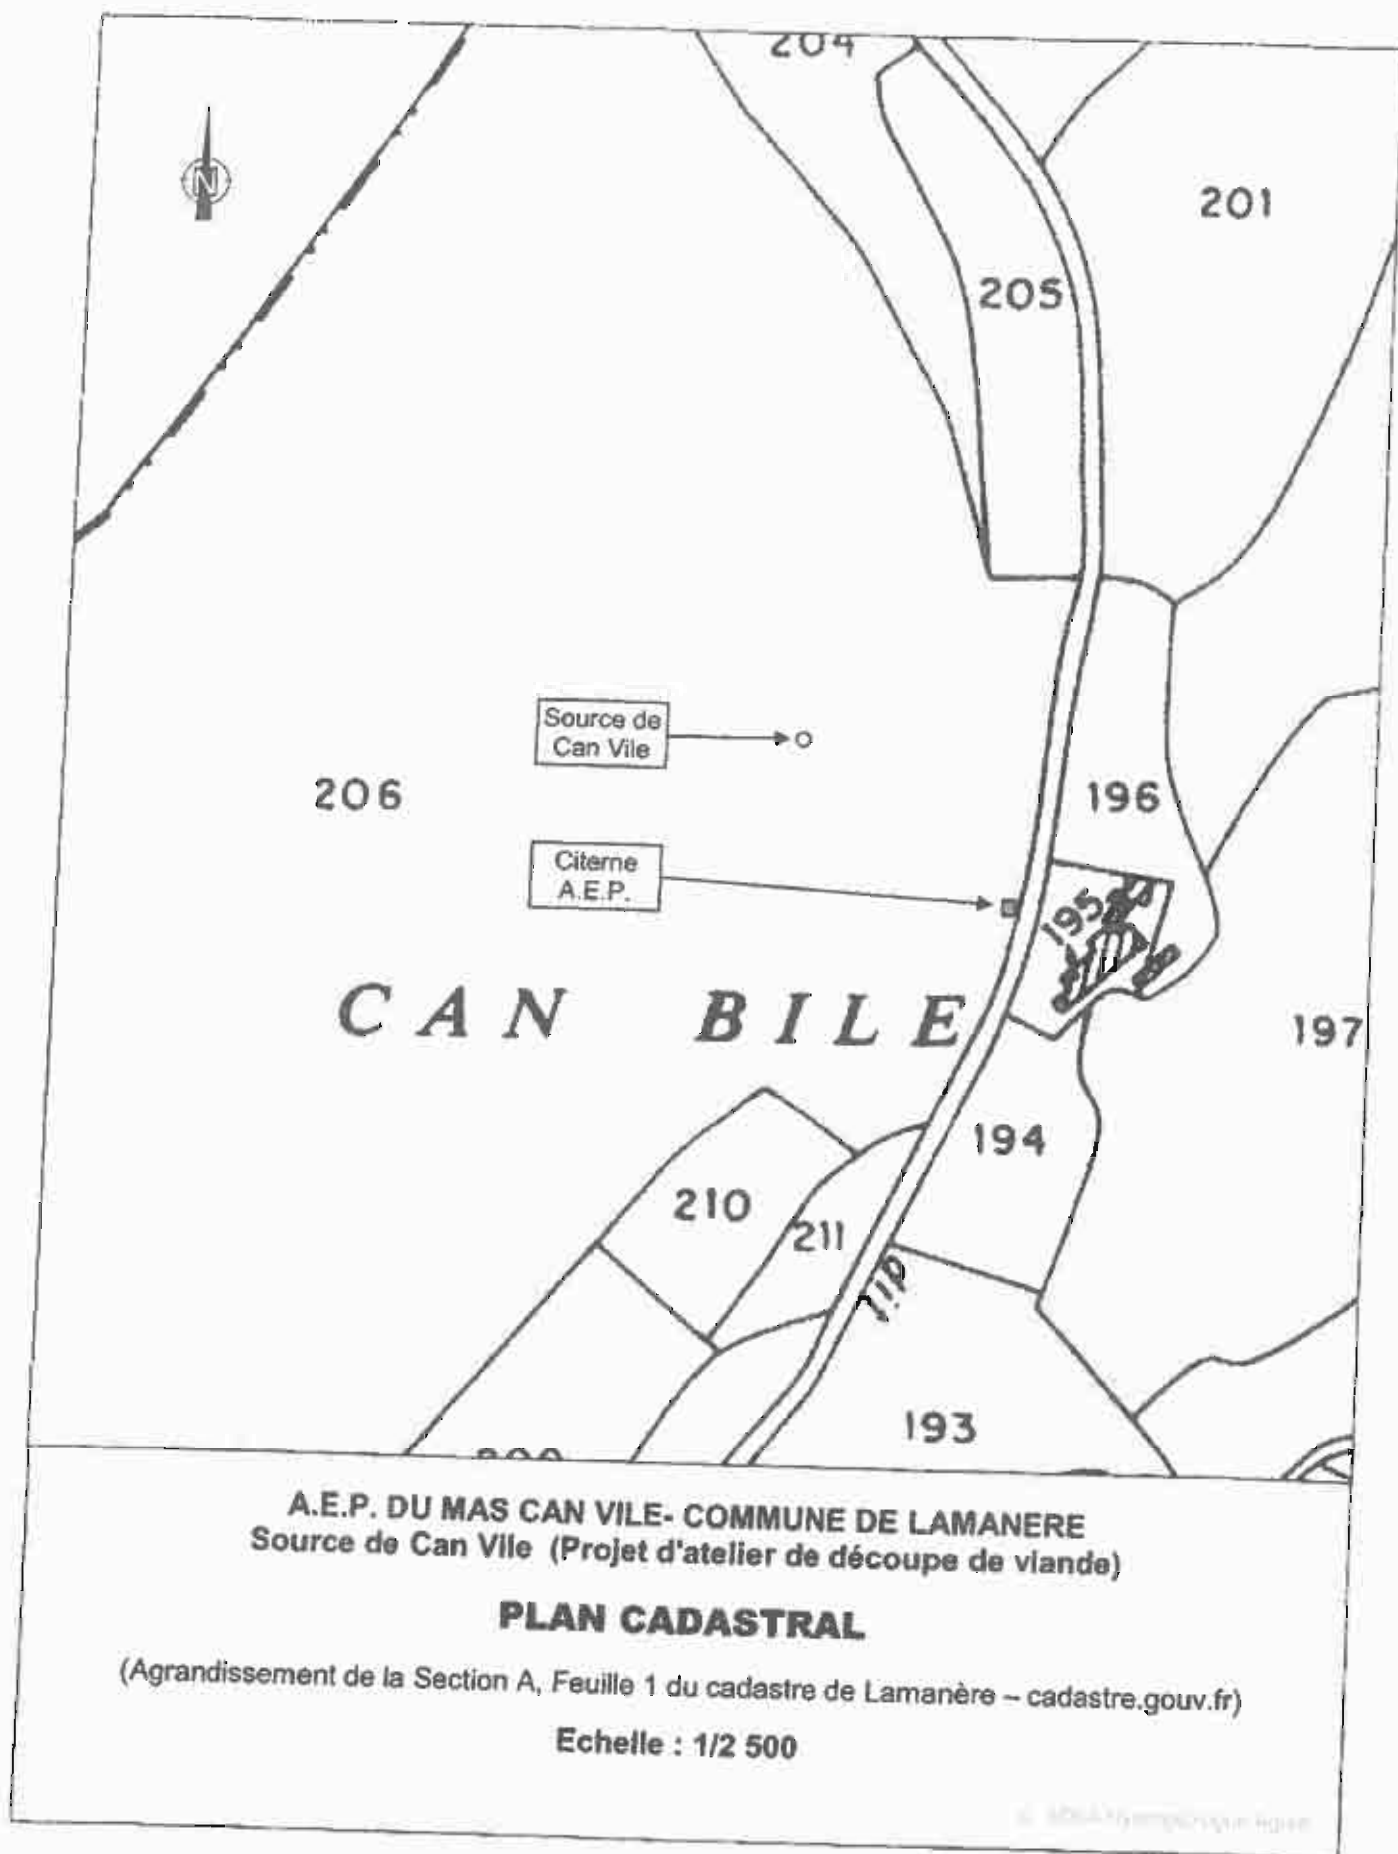 204
N
201
205
Source de
Can Vile
206
196
Citerne
A.E.P.
195
CAN BILE
197
194
210
211
193
A.E.P. DU MAS CAN VILE- COMMUNE DE LAMANERE
Source de Can Vile (Projet d'atelier de découpe de viande)
PLAN CADASTRAL
(Agrandissement de la Section A, Feuille 1 du cadastre de Lamanère – cadastre.gouv.fr)
Echelle : 1/2 500